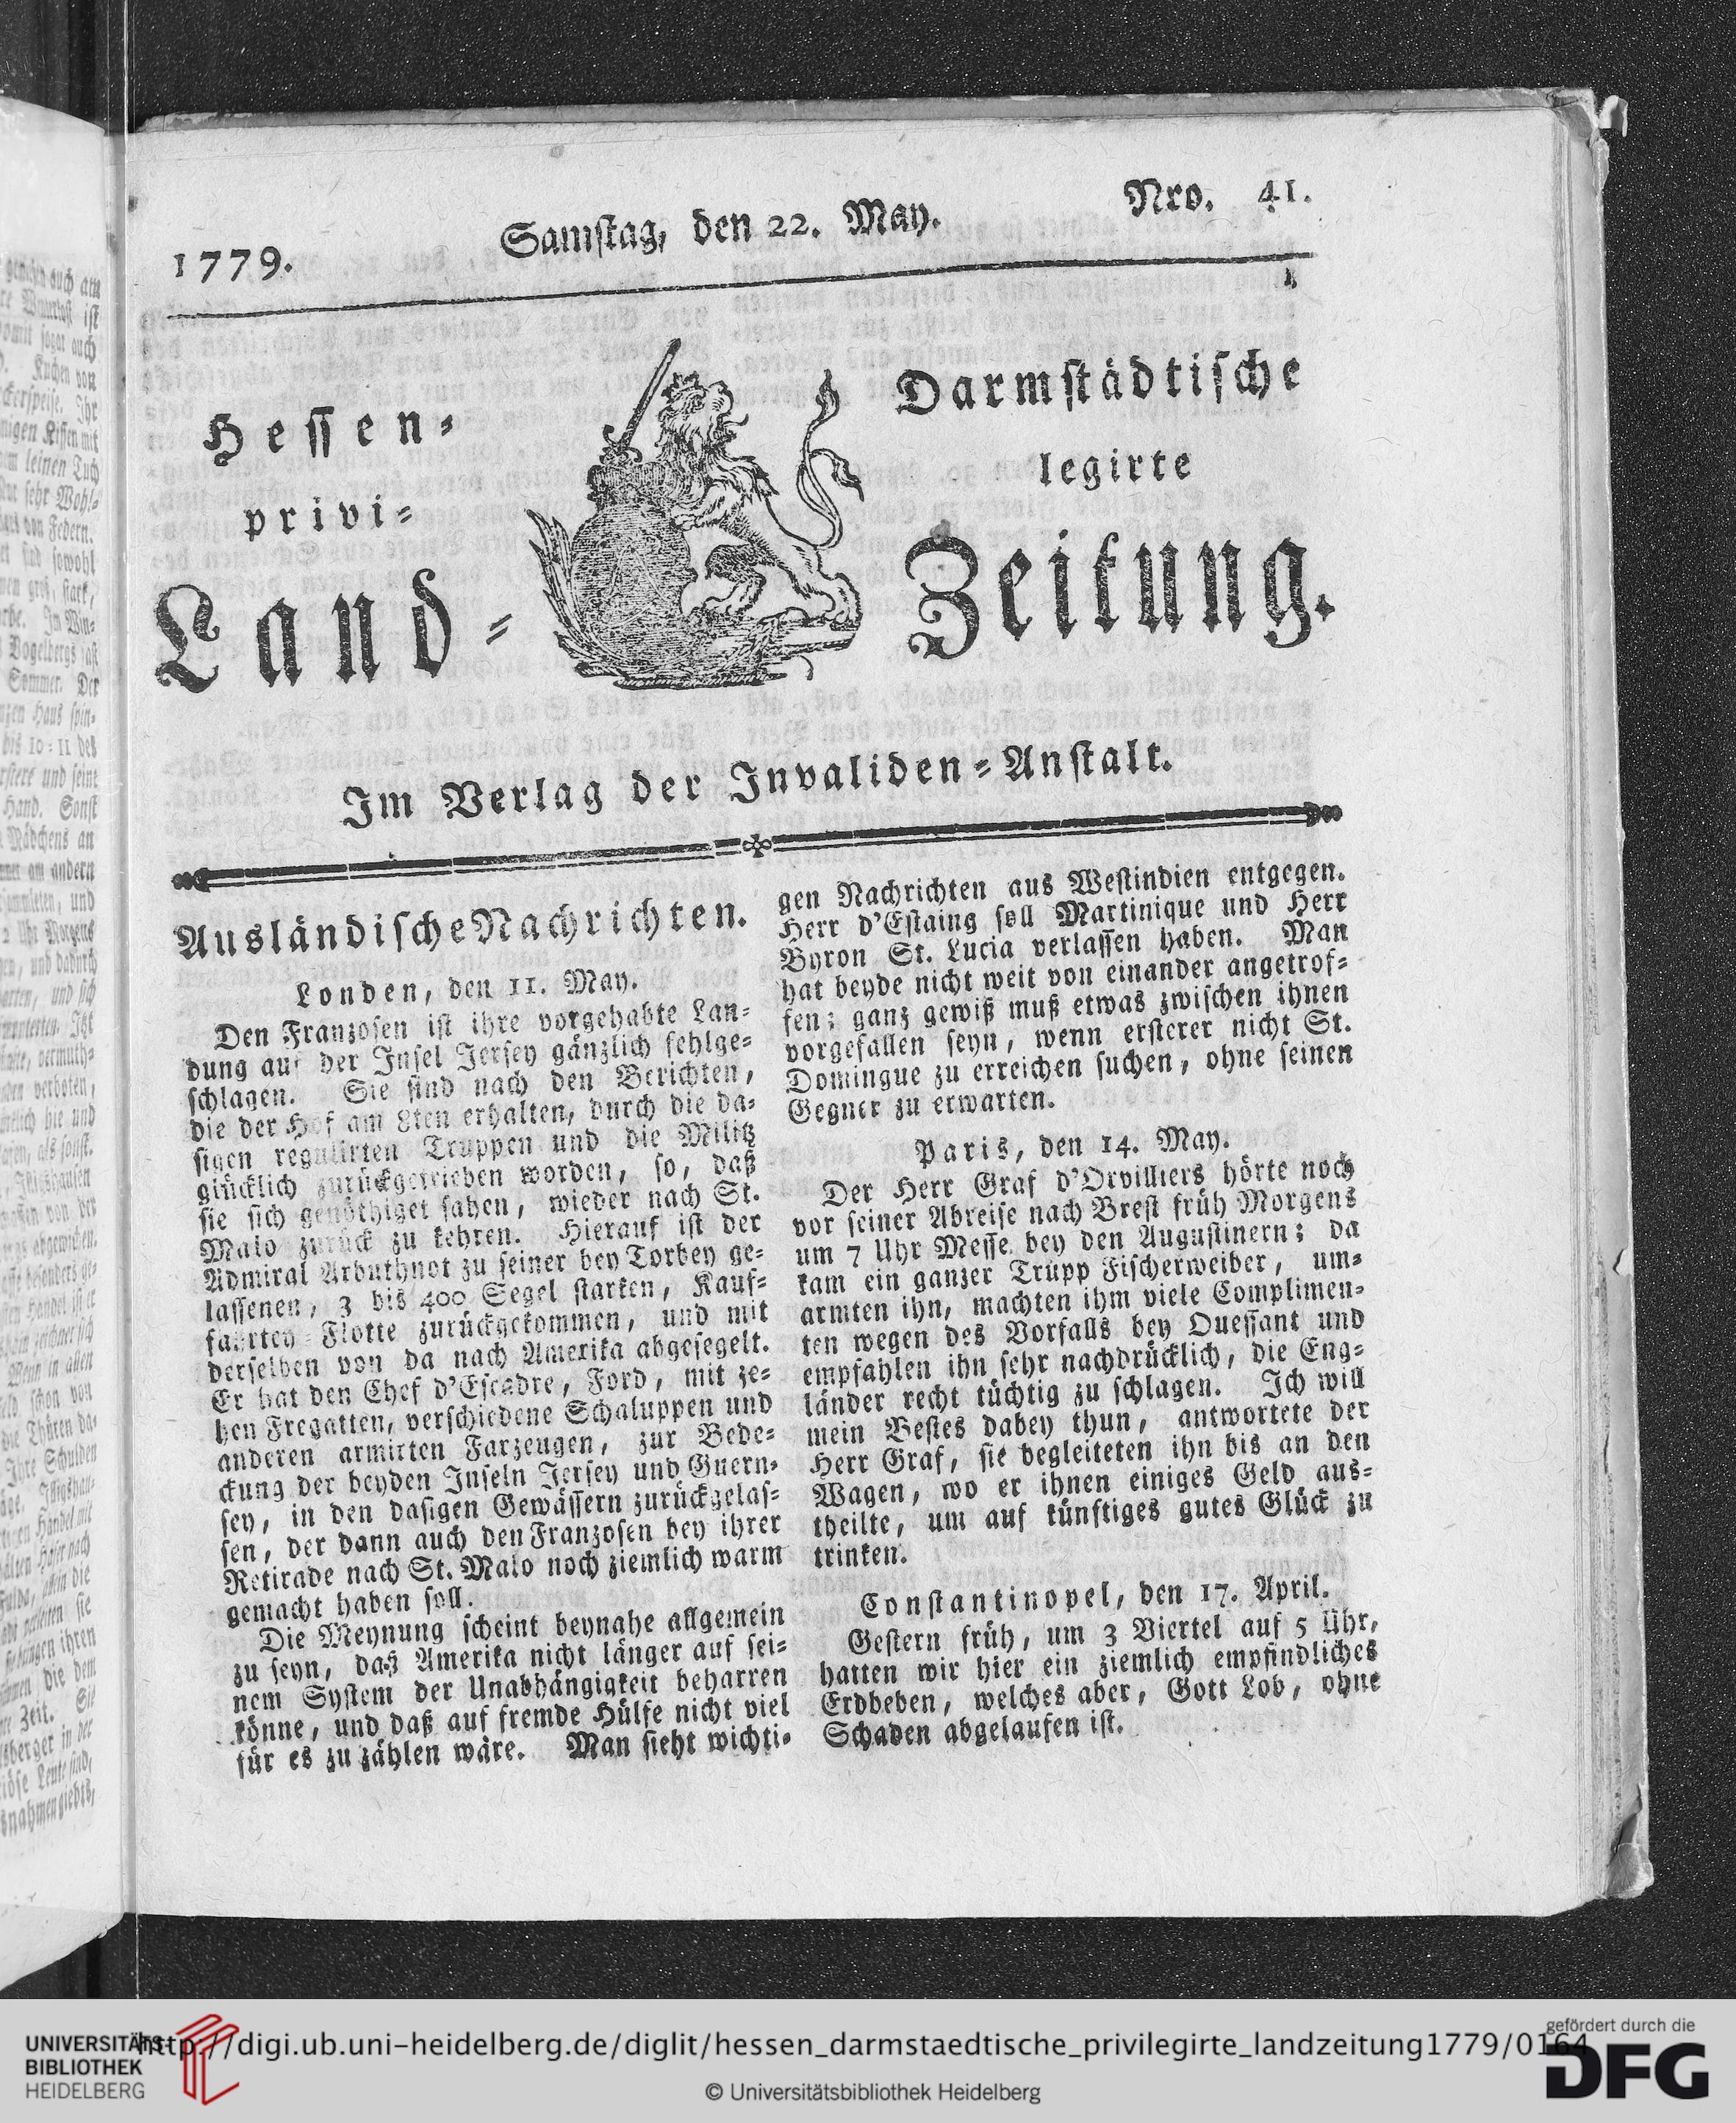 1779.
Samstag, den 22. May.
Nro. 41.
Hessen-
Darmstädtische
privi-
legirte
Land-
Zeitung.
Im Verlag der Invaliden-Anstalt.
Ausländische Nachrichten.
Londen, den 11. May.
Den Franzosen ist ihre vorgehabte Lan-
dung auf der Insel Jersey gänzlich fehlge-
schlagen. Sie sind nach den Berichten,
die der Hof am 8ten erhalten, durch die da-
sigen regulirten Truppen und die Militz
glücklich zurückgetrieben worden, so, daß
sie sich genöthiget sahen, wieder nach St.
Malo zurück zu kehren. Hierauf ist der
Admiral Arbuthnot zu seiner bey Torbey ge-
lassenen, 3 bis 400 Segel starken, Kauf-
fahrtey-Flotte zurückgekommen, und mit
derselben von da nach Amerika abgesegelt.
Er hat den Chef d'Escadre, Ford, mit ze-
hen Fregatten, verschiedene Schaluppen und
anderen armirten Farzeugen, zur Bede-
ckung der beyden Inseln Jersey und Guern-
sey, in den dasigen Gewässern zurückgelas-
sen, der dann auch den Franzosen bey ihrer
Retirade nach St. Malo noch ziemlich warm
gemacht haben soll.
Die Meynung scheint beynahe allgemein
zu seyn, daß Amerika nicht länger auf sei-
nem System der Unabhängigkeit beharren
könne, und daß auf fremde Hülfe nicht viel
für es zu zählen wäre. Man sieht wichti-
gen Nachrichten aus Westindien entgegen.
Herr d'Estaing soll Martinique und Herr
Byron St. Lucia verlassen haben. Man
hat beyde nicht weit von einander angetrof-
fen; ganz gewiß muß etwas zwischen ihnen
vorgefallen seyn, wenn ersterer nicht St.
Domingue zu erreichen suchen, ohne seinen
Gegner zu erwarten.
Paris, den 14. May.
Der Herr Graf d'Orvilliers hörte noch
vor seiner Abreise nach Brest früh Morgens
um 7 Uhr Messe bey den Augustinern; da
kam ein ganzer Trüpp Fischerweiber, um-
armten ihn, machten ihm viele Complimen-
ten wegen des Vorfalls bey Ouessant und
empfahlen ihn sehr nachdrücklich, die Eng-
länder recht tüchtig zu schlagen. Ich will
mein Bestes dabey thun, antwortete der
Herr Graf, sie begleiteten ihn bis an den
Wagen, wo er ihnen einiges Geld aus-
theilte, um auf künftiges gutes Glück zu
trinken.
Constantinopel, den 17. April.
Gestern früh, um 3 Viertel auf 5 Uhr,
hatten wir hier ein ziemlich empfindliches
Erdbeben, welches aber, Gott Lob, ohne
Schaden abgelaufen ist.
UNIVERSITÄTS-
BIBLIOTHEK
HEIDELBERG
http://digi.ub.uni-heidelberg.de/diglit/hessen_darmstaedtische_privilegirte_landzeitung1779/0164
© Universitätsbibliothek Heidelberg
gefördert durch die
DFG